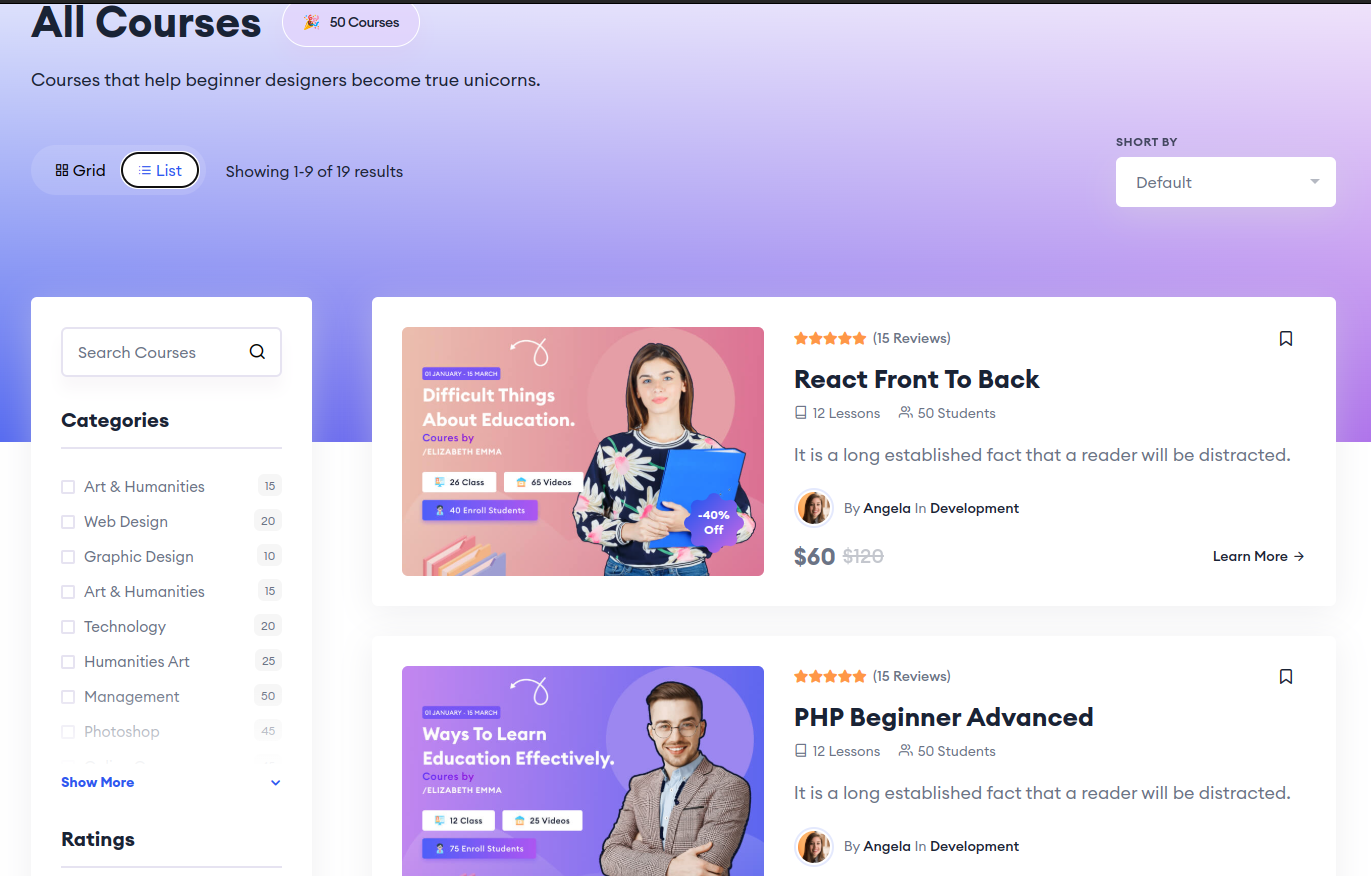 All Courses
50 Courses
Courses that help beginner designers become true unicorns.
Grid
List
Showing 1-9 of 19 results
SHORT BY
Default
Search Courses
Categories
Art & Humanities 15
Web Design 20
Graphic Design 10
Art & Humanities 15
Technology 20
Humanities Art 25
Management 50
Photoshop 45
Show More
Ratings
01 JANUARY - 15 MARCH
Difficult Things
About Education.
Coures by
/ELIZABETH EMMA
26 Class
65 Videos
40 Enroll Students
-40%
Off
(15 Reviews)
React Front To Back
12 Lessons
50 Students
It is a long established fact that a reader will be distracted.
By Angela In Development
$60 $120
Learn More
01 JANUARY - 15 MARCH
Ways To Learn
Education Effectively.
Coures by
/ELIZABETH EMMA
12 Class
25 Videos
75 Enroll Students
(15 Reviews)
PHP Beginner Advanced
12 Lessons
50 Students
It is a long established fact that a reader will be distracted.
By Angela In Development